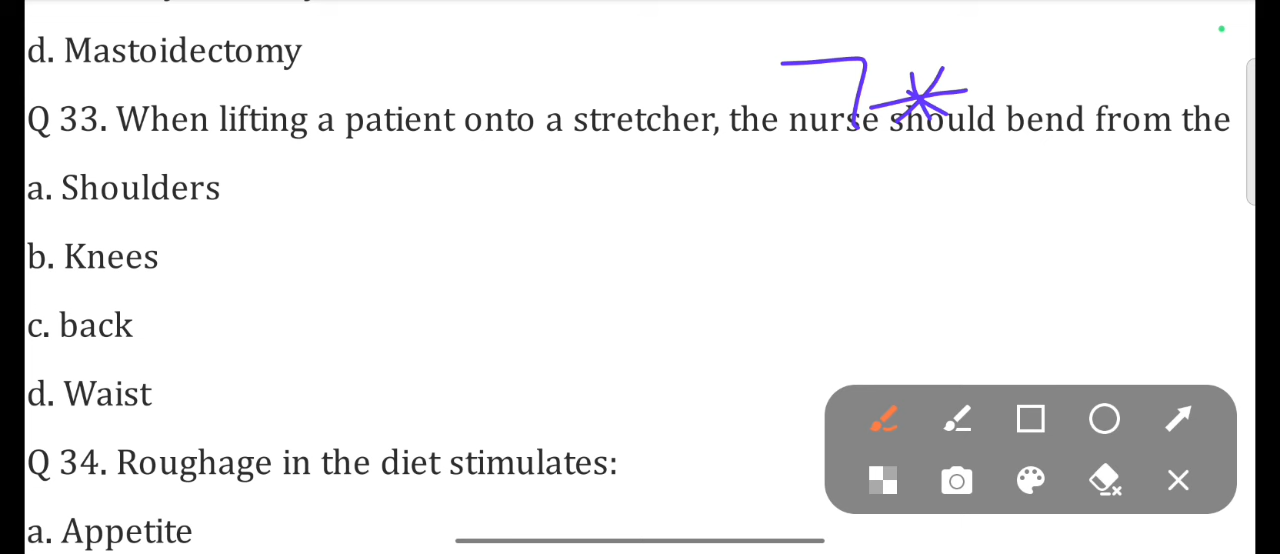 d. Mastoidectomy
Q 33. When lifting a patient onto a stretcher, the nurse should bend from the
a. Shoulders
b. Knees
c. back
d. Waist
Q 34. Roughage in the diet stimulates:
a. Appetite